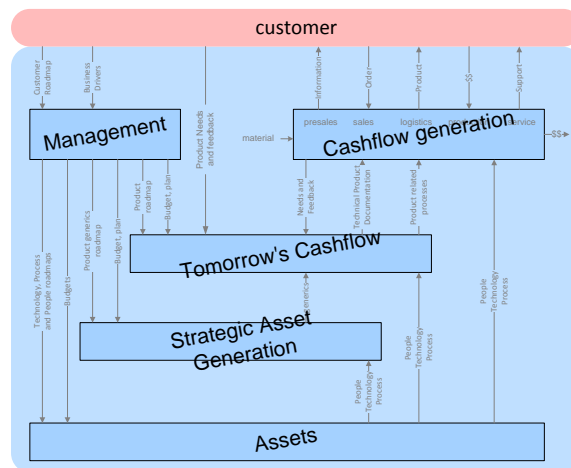 customer
Customer
Roadmap
Business
Drivers
Product Needs
and feedback
Information
Order
Product
$$
Support
Management
presales
sales
logistics
service
Cashflow generation
material
$$
Technology, Process
and People roadmaps
Budgets
Product generics
roadmap
Budget, plan
Product
roadmap
Budget, plan
Needs and
Feedback
Technical Product
Documentation
Product related
processes
Tomorrow's Cashflow
generics
People
Technology
Process
People
Technology
Process
Strategic Asset
Generation
People
Technology
Process
Assets